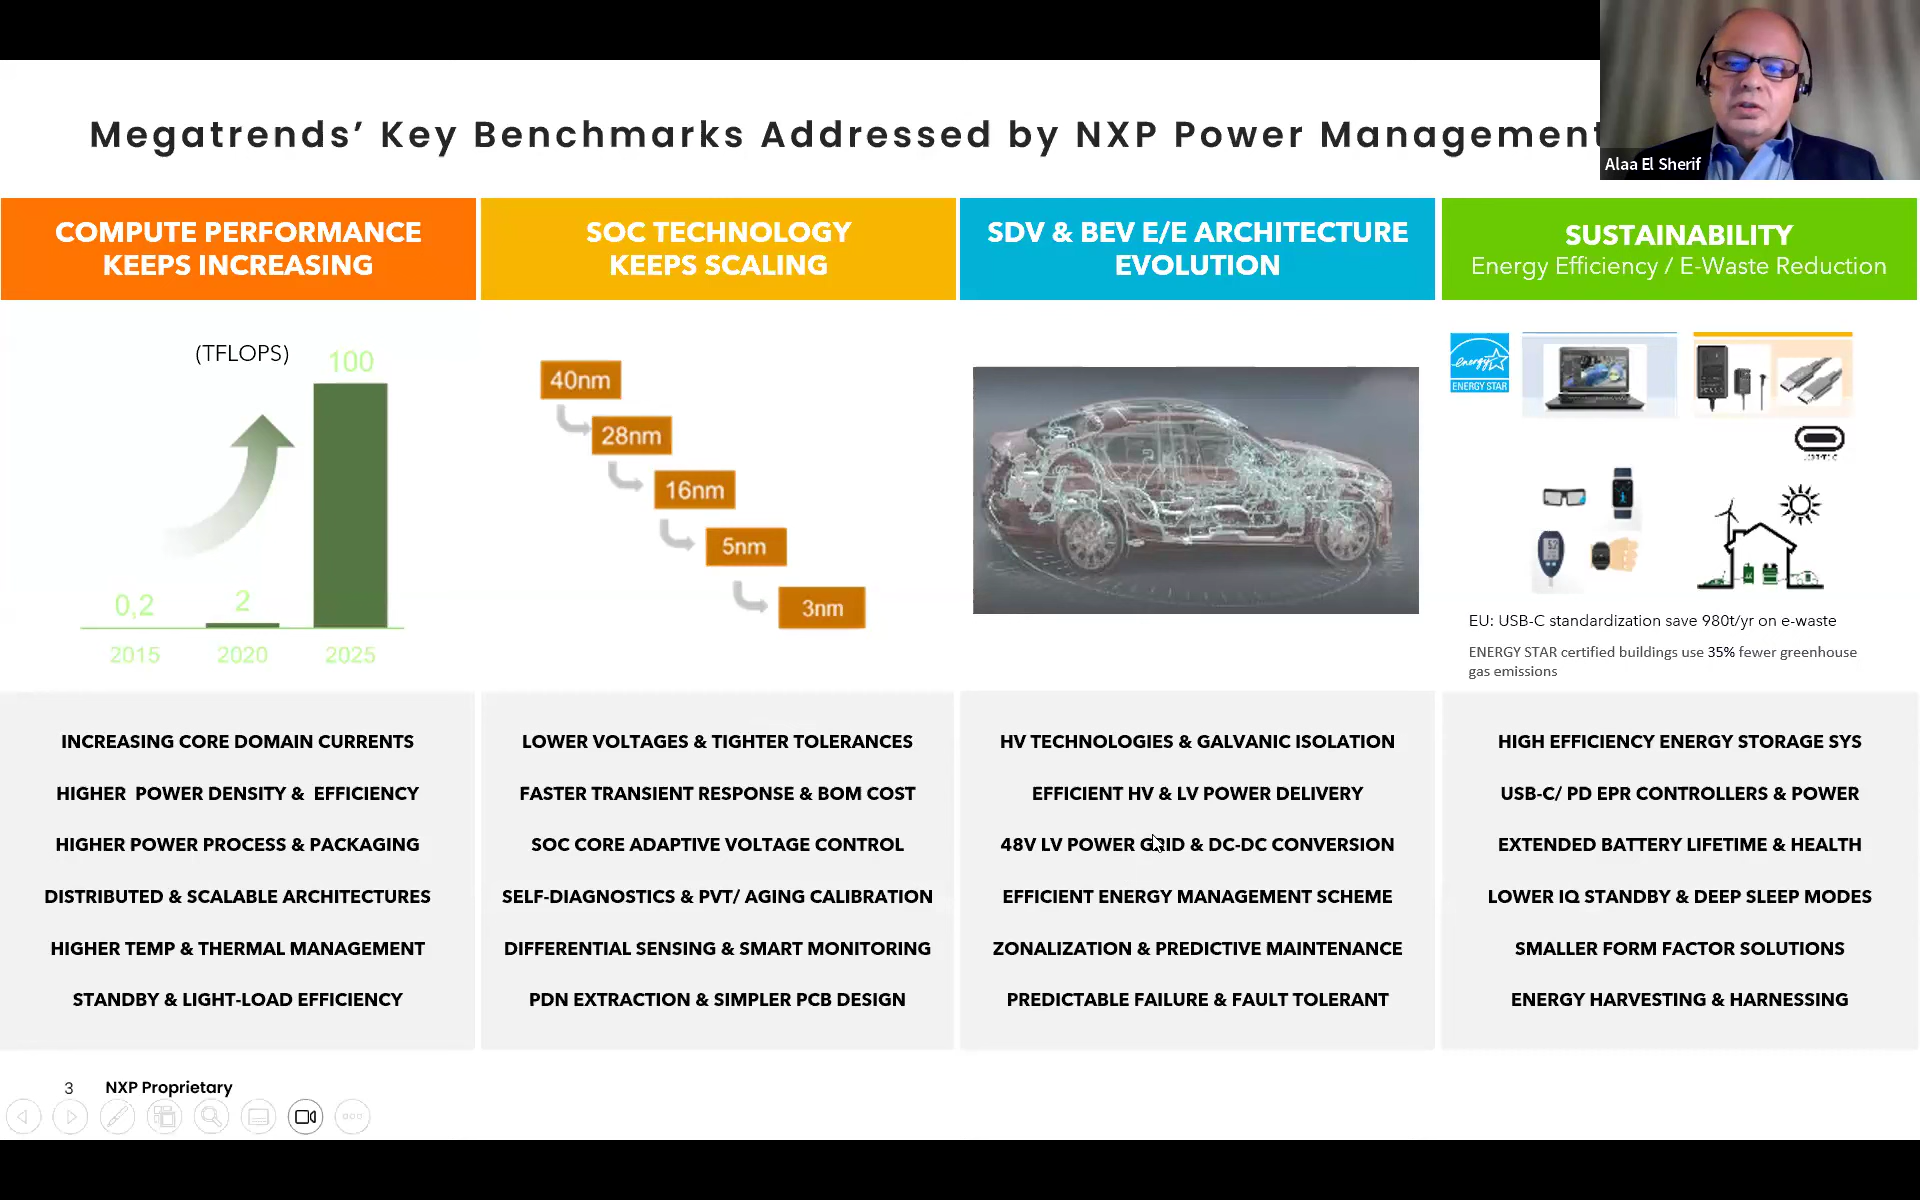 Megatrends’ Key Benchmarks Addressed by NXP Power Management
Alaa El Sherif
COMPUTE PERFORMANCE
KEEPS INCREASING
(TFLOPS)
100
0,2
2
2015
2020
2025
INCREASING CORE DOMAIN CURRENTS
HIGHER POWER DENSITY & EFFICIENCY
HIGHER POWER PROCESS & PACKAGING
DISTRIBUTED & SCALABLE ARCHITECTURES
HIGHER TEMP & THERMAL MANAGEMENT
STANDBY & LIGHT-LOAD EFFICIENCY
SOC TECHNOLOGY
KEEPS SCALING
40nm
28nm
16nm
5nm
3nm
LOWER VOLTAGES & TIGHTER TOLERANCES
FASTER TRANSIENT RESPONSE & BOM COST
SOC CORE ADAPTIVE VOLTAGE CONTROL
SELF-DIAGNOSTICS & PVT/ AGING CALIBRATION
DIFFERENTIAL SENSING & SMART MONITORING
PDN EXTRACTION & SIMPLER PCB DESIGN
SDV & BEV E/E ARCHITECTURE
EVOLUTION
HV TECHNOLOGIES & GALVANIC ISOLATION
EFFICIENT HV & LV POWER DELIVERY
48V LV POWER GRID & DC-DC CONVERSION
EFFICIENT ENERGY MANAGEMENT SCHEME
ZONALIZATION & PREDICTIVE MAINTENANCE
PREDICTABLE FAILURE & FAULT TOLERANT
SUSTAINABILITY
Energy Efficiency / E-Waste Reduction
energy
ENERGY STAR
EU: USB-C standardization save 980t/yr on e-waste
ENERGY STAR certified buildings use 35% fewer greenhouse
gas emissions
HIGH EFFICIENCY ENERGY STORAGE SYS
USB-C/ PD EPR CONTROLLERS & POWER
EXTENDED BATTERY LIFETIME & HEALTH
LOWER IQ STANDBY & DEEP SLEEP MODES
SMALLER FORM FACTOR SOLUTIONS
ENERGY HARVESTING & HARNESSING
3
NXP Proprietary